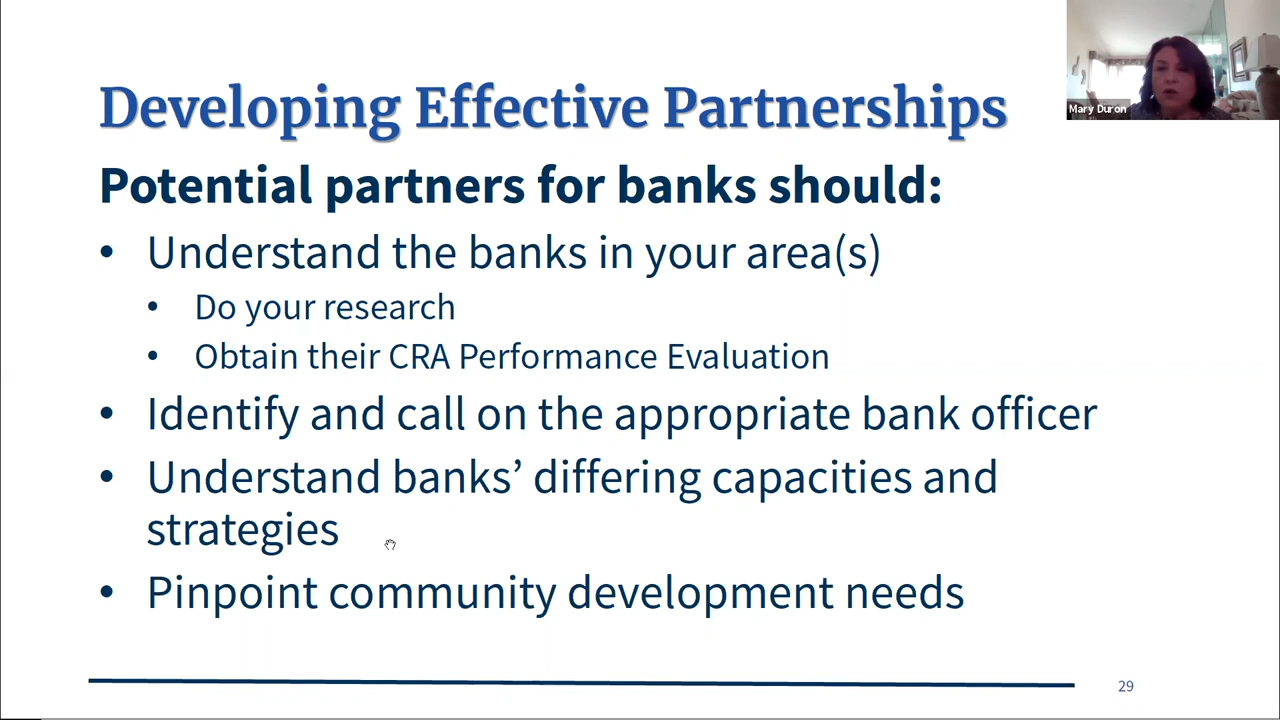 Developing Effective Partnerships
Mary Duron
Potential partners for banks should:
• Understand the banks in your area(s)
• Do your research
• Obtain their CRA Performance Evaluation
• Identify and call on the appropriate bank officer
• Understand banks’ differing capacities and
strategies
• Pinpoint community development needs
29